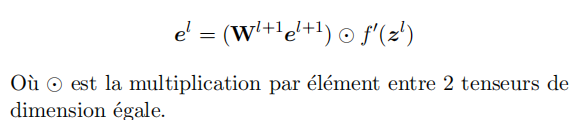 e^l = (W^{l+1}e^{l+1}) ⊙ f′(z^l)
Où ⊙ est la multiplication par élément entre 2 tenseurs de
dimension égale.